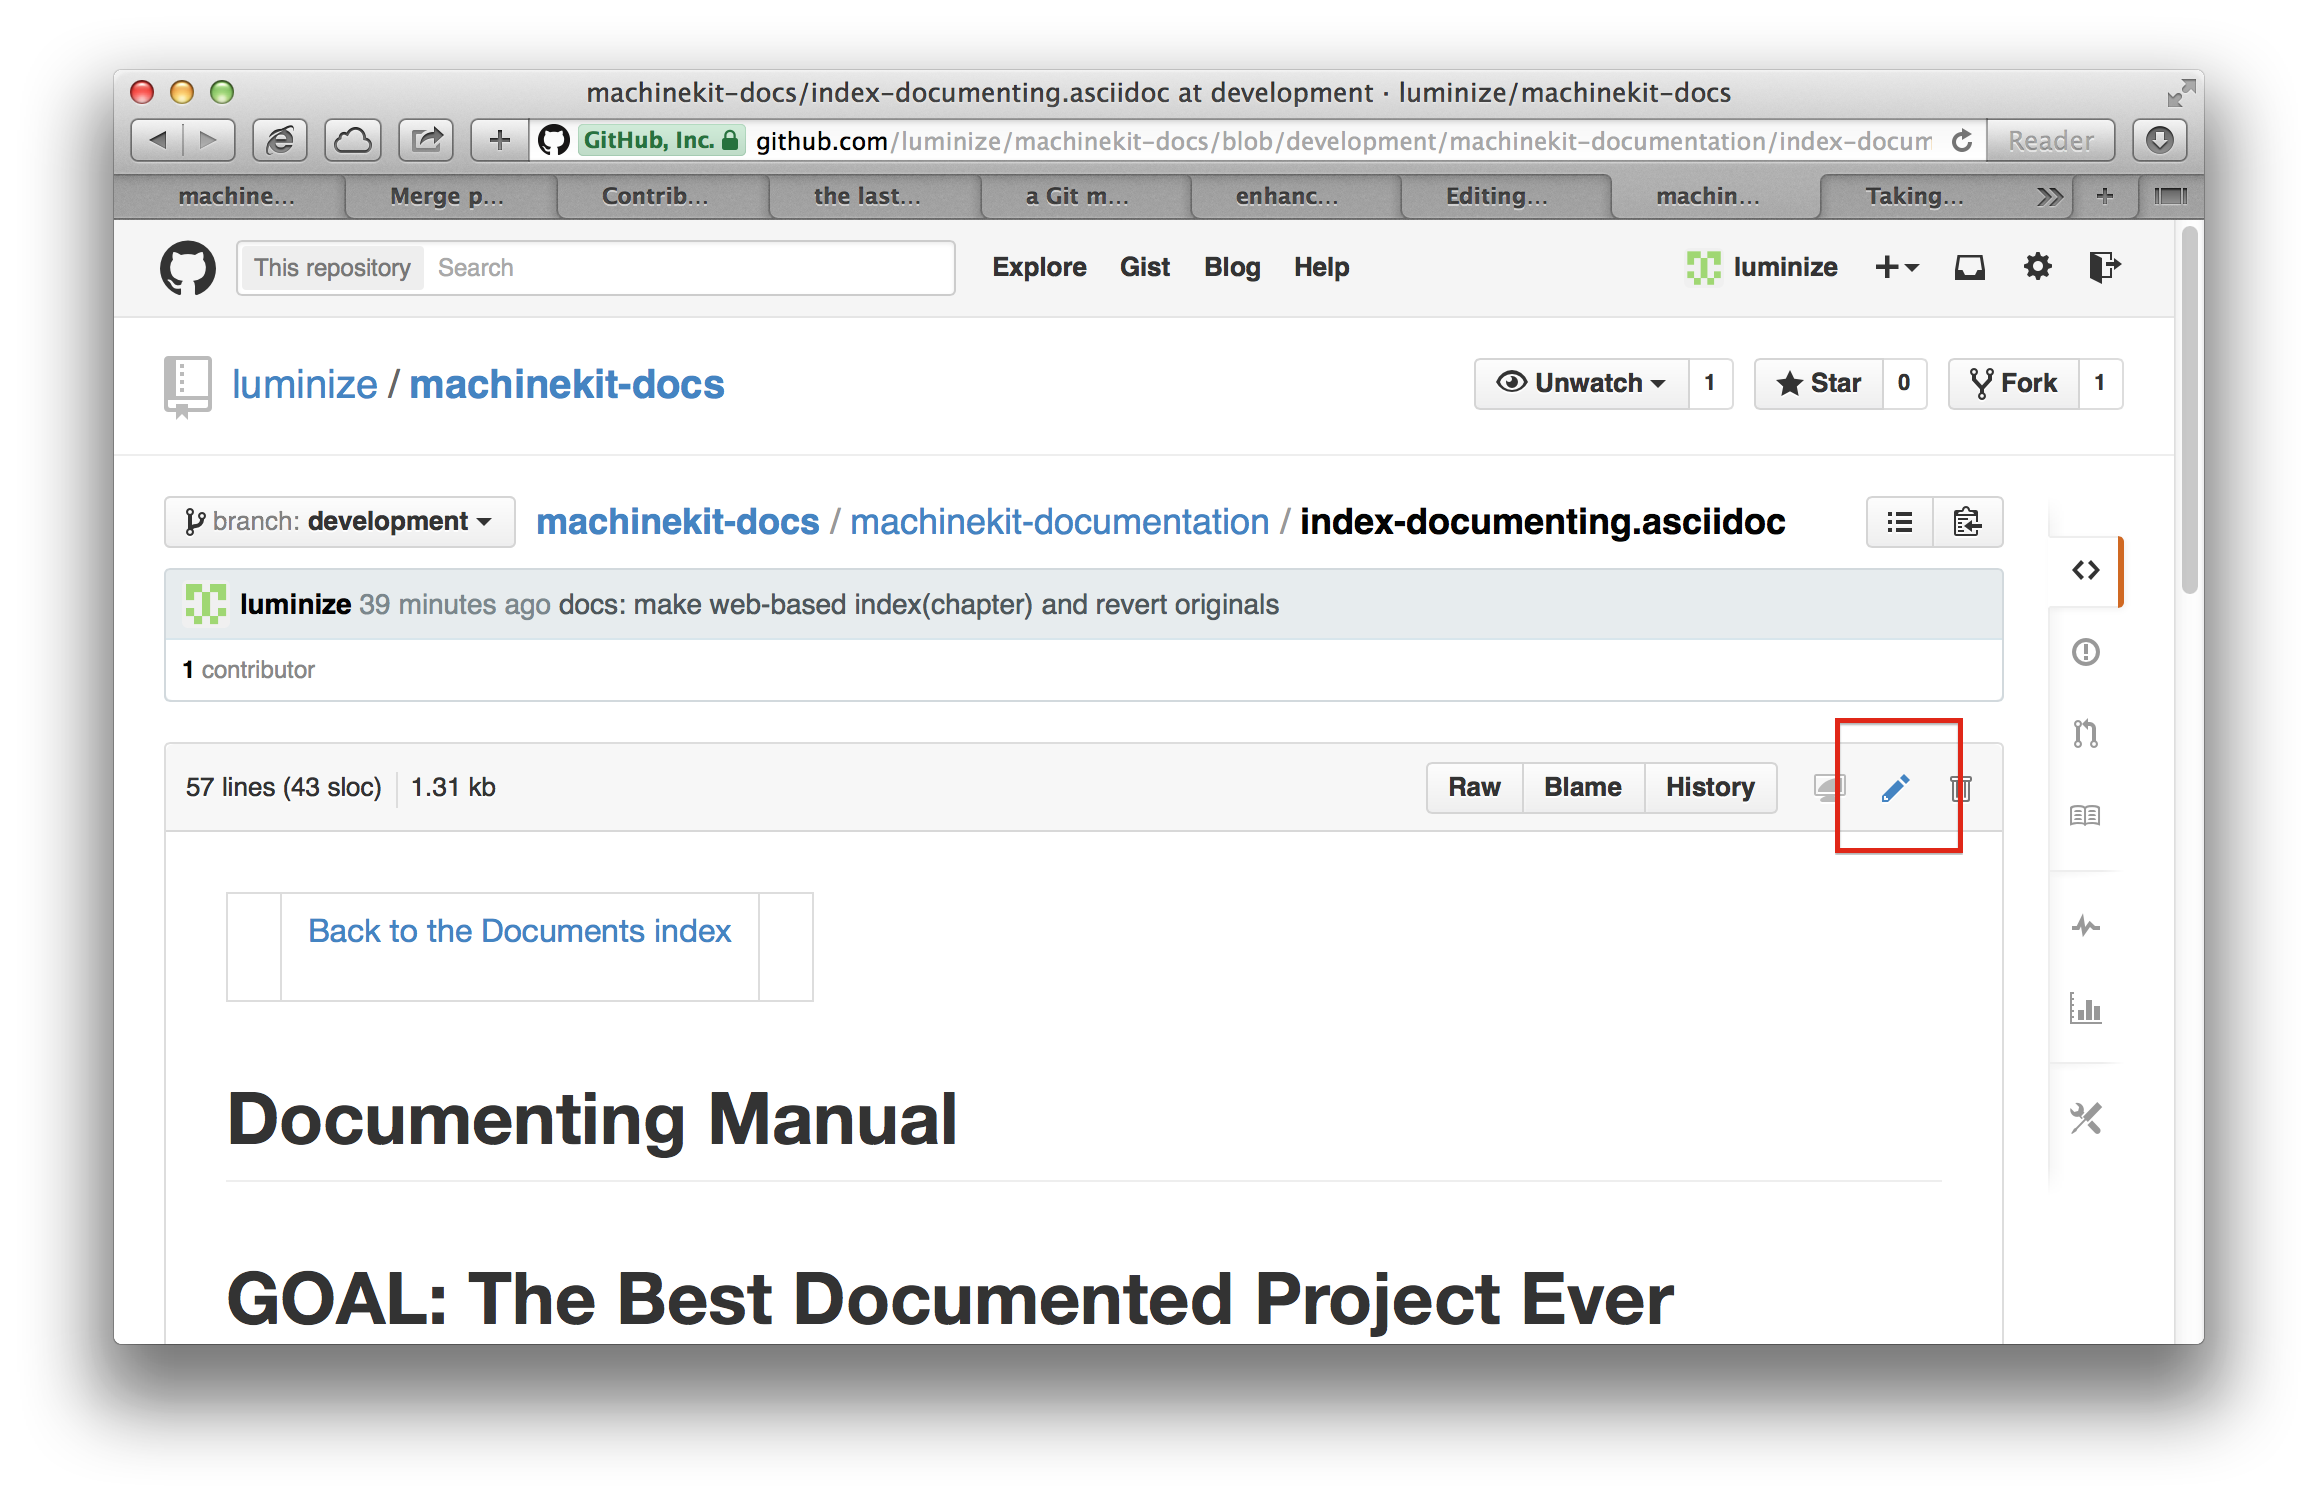 machinekit-docs/index-documenting.asciidoc at development · luminize/machinekit-docs
GitHub, Inc. github.com/luminize/machinekit-docs/blob/development/machinekit-documentation/index-docum Reader
machine... Merge p... Contrib... the last... a Git m... enhanc... Editing... machin... Taking...
This repository Search Explore Gist Blog Help luminize
luminize / machinekit-docs Unwatch 1 Star 0 Fork 1
branch: development machinekit-docs / machinekit-documentation / index-documenting.asciidoc
luminize 39 minutes ago docs: make web-based index(chapter) and revert originals
1 contributor
57 lines (43 sloc) 1.31 kb Raw Blame History
Back to the Documents index
Documenting Manual
GOAL: The Best Documented Project Ever